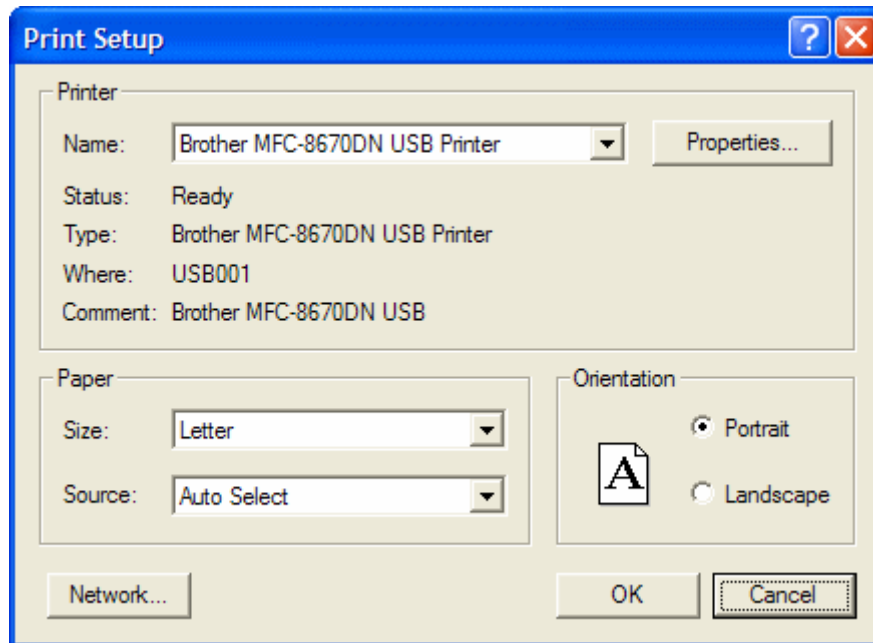 Print Setup
Printer
Name: Brother MFC-8670DN USB Printer Properties...
Status: Ready
Type: Brother MFC-8670DN USB Printer
Where: USB001
Comment: Brother MFC-8670DN USB
Paper
Size: Letter
Source: Auto Select
Orientation
A
Portrait
Landscape
Network... OK Cancel